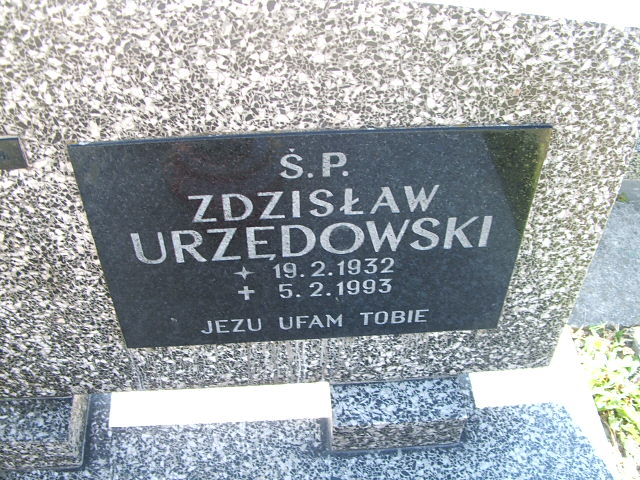 Ś.P.
ZDZISŁAW
URZĘDOWSKI
✦ 19.2.1932
✝ 5.2.1993
JEZU UFAM TOBIE